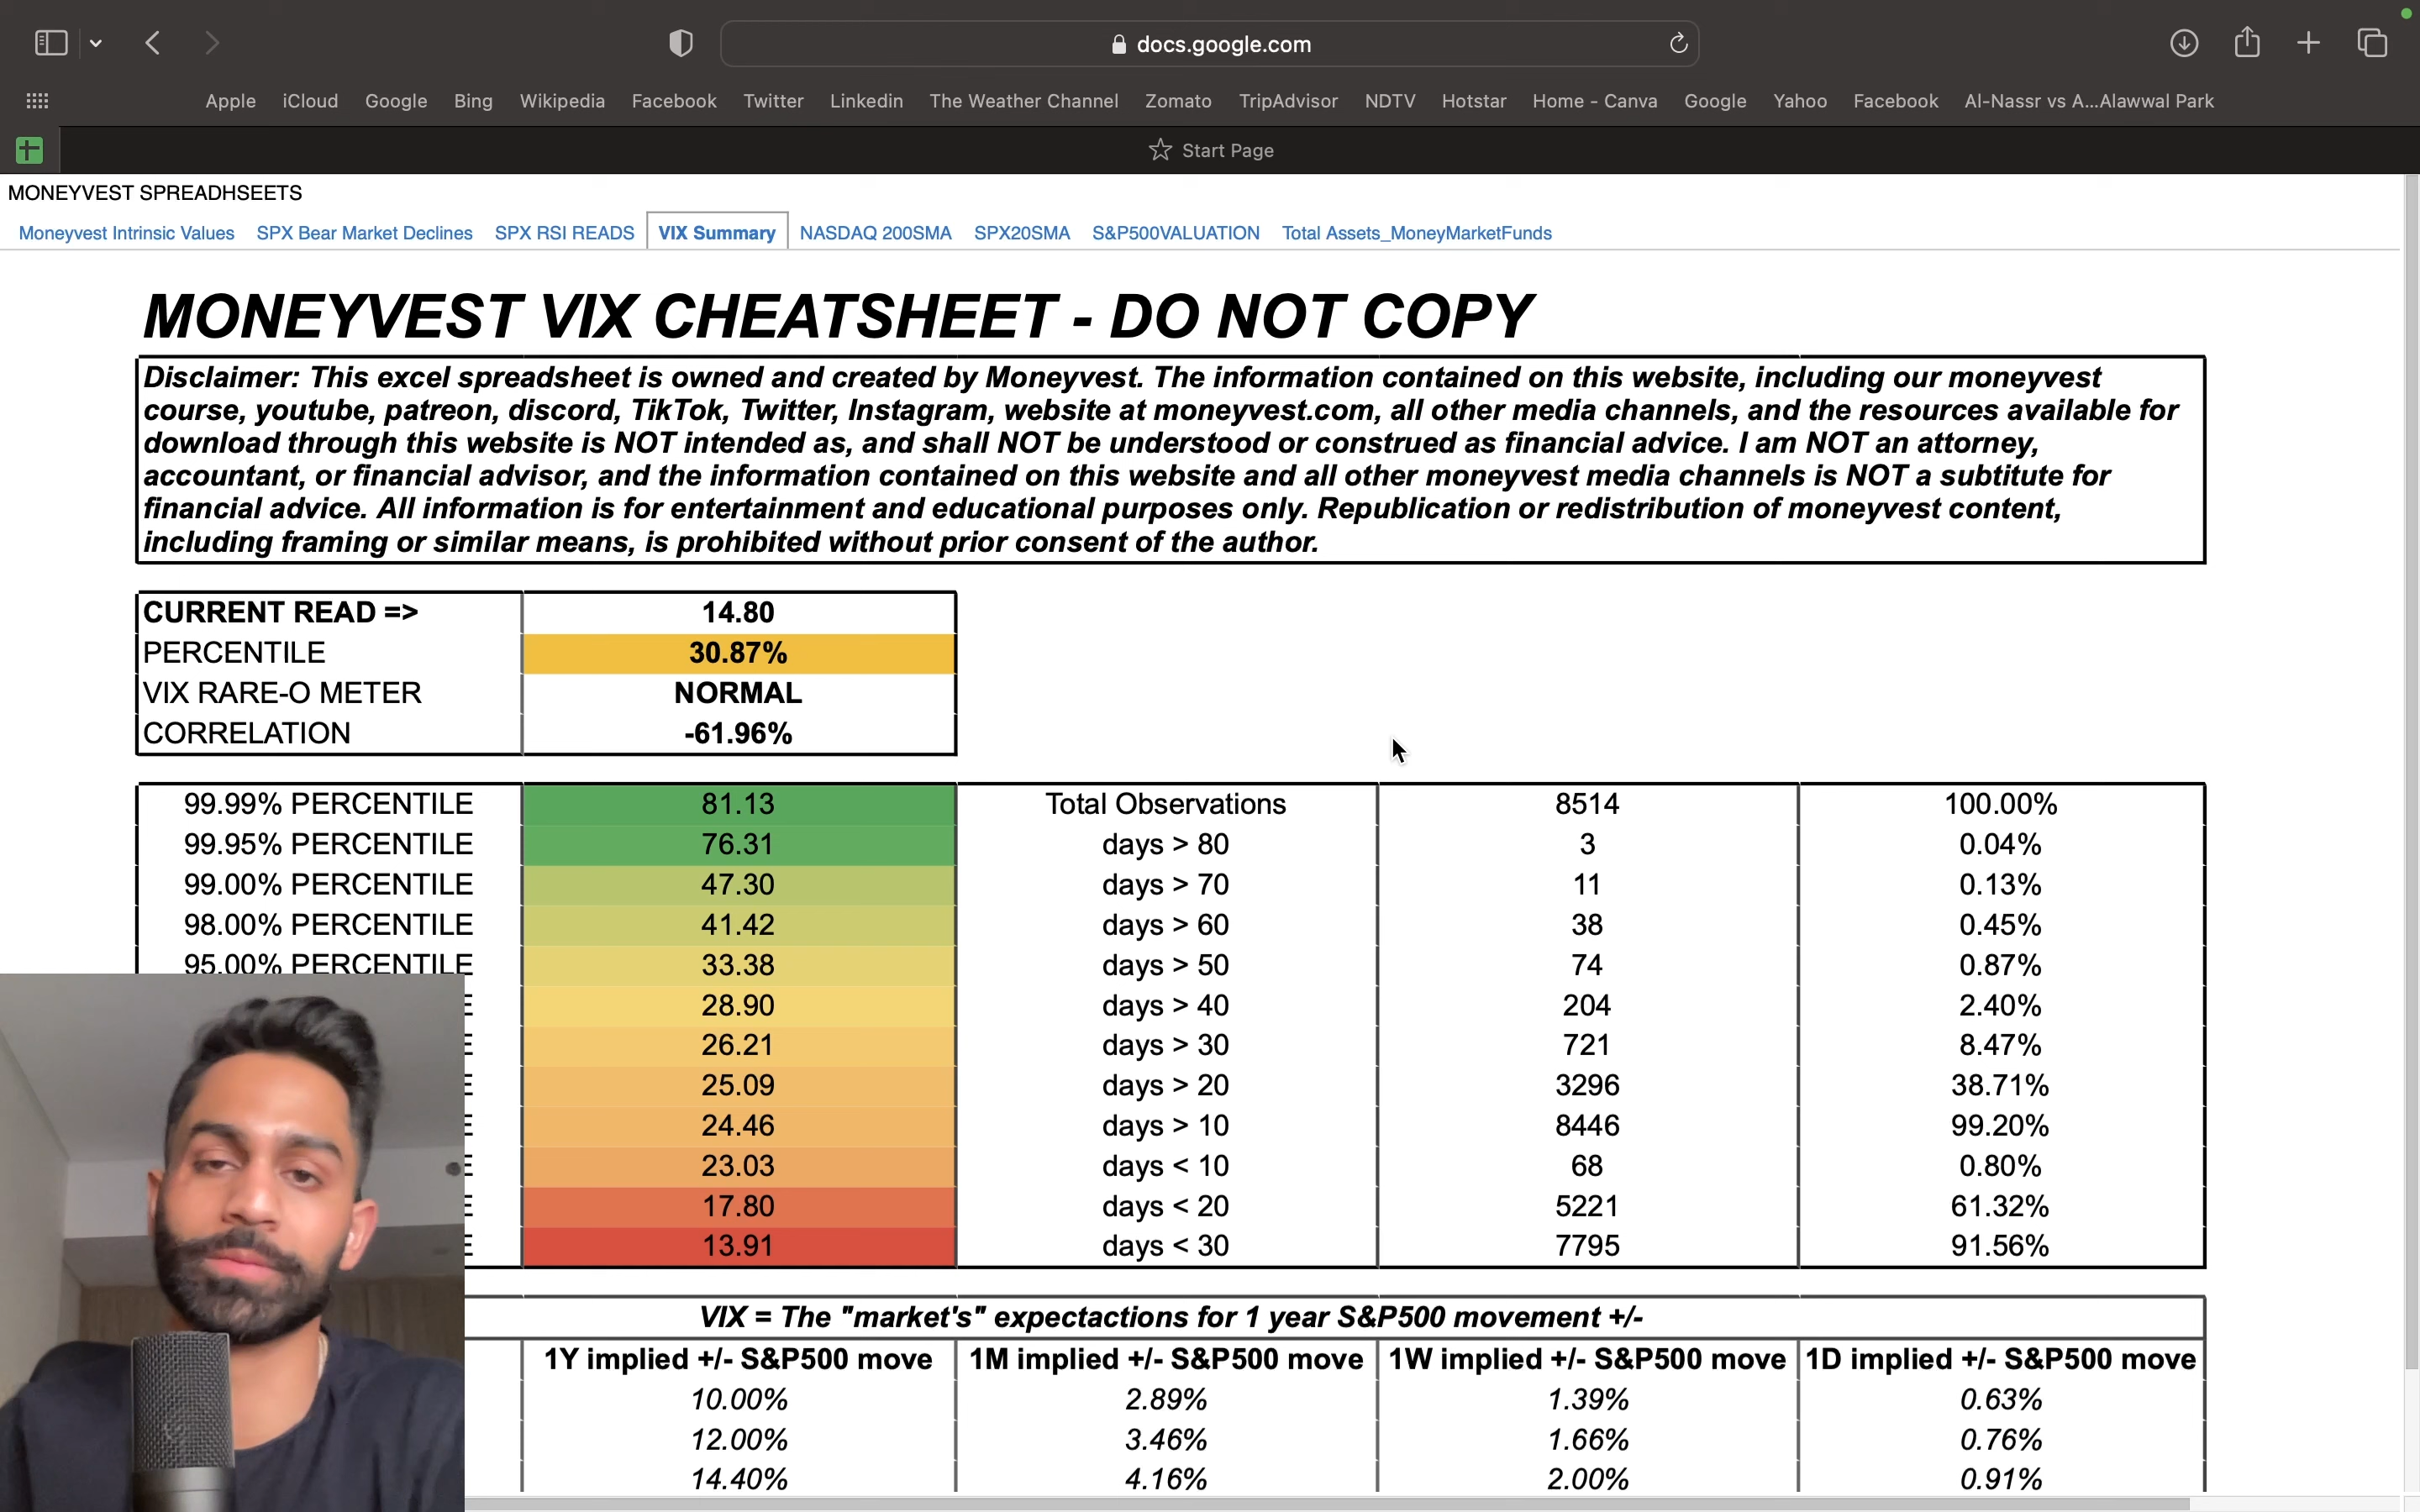 docs.google.com
Apple iCloud Google Bing Wikipedia Facebook Twitter Linkedin The Weather Channel Zomato TripAdvisor NDTV Hotstar Home - Canva Google Yahoo Facebook Al-Nassr vs A...Alawwal Park
Start Page
MONEYVEST SPREADHSEETS
Moneyvest Intrinsic Values SPX Bear Market Declines SPX RSI READS VIX Summary NASDAQ 200SMA SPX20SMA S&P500VALUATION Total Assets_MoneyMarketFunds
MONEYVEST VIX CHEATSHEET - DO NOT COPY
Disclaimer: This excel spreadsheet is owned and created by Moneyvest. The information contained on this website, including our moneyvest
course, youtube, patreon, discord, TikTok, Twitter, Instagram, website at moneyvest.com, all other media channels, and the resources available for
download through this website is NOT intended as, and shall NOT be understood or construed as financial advice. I am NOT an attorney,
accountant, or financial advisor, and the information contained on this website and all other moneyvest media channels is NOT a subtitute for
financial advice. All information is for entertainment and educational purposes only. Republication or redistribution of moneyvest content,
including framing or similar means, is prohibited without prior consent of the author.
CURRENT READ => 14.80
PERCENTILE 30.87%
VIX RARE-O METER NORMAL
CORRELATION -61.96%
99.99% PERCENTILE 81.13 Total Observations 8514 100.00%
99.95% PERCENTILE 76.31 days > 80 3 0.04%
99.00% PERCENTILE 47.30 days > 70 11 0.13%
98.00% PERCENTILE 41.42 days > 60 38 0.45%
95.00% PERCENTILE 33.38 days > 50 74 0.87%
E 28.90 days > 40 204 2.40%
E 26.21 days > 30 721 8.47%
E 25.09 days > 20 3296 38.71%
E 24.46 days > 10 8446 99.20%
E 23.03 days < 10 68 0.80%
E 17.80 days < 20 5221 61.32%
E 13.91 days < 30 7795 91.56%
VIX = The "market's" expectactions for 1 year S&P500 movement +/-
1Y implied +/- S&P500 move 1M implied +/- S&P500 move 1W implied +/- S&P500 move 1D implied +/- S&P500 move
10.00% 2.89% 1.39% 0.63%
12.00% 3.46% 1.66% 0.76%
14.40% 4.16% 2.00% 0.91%